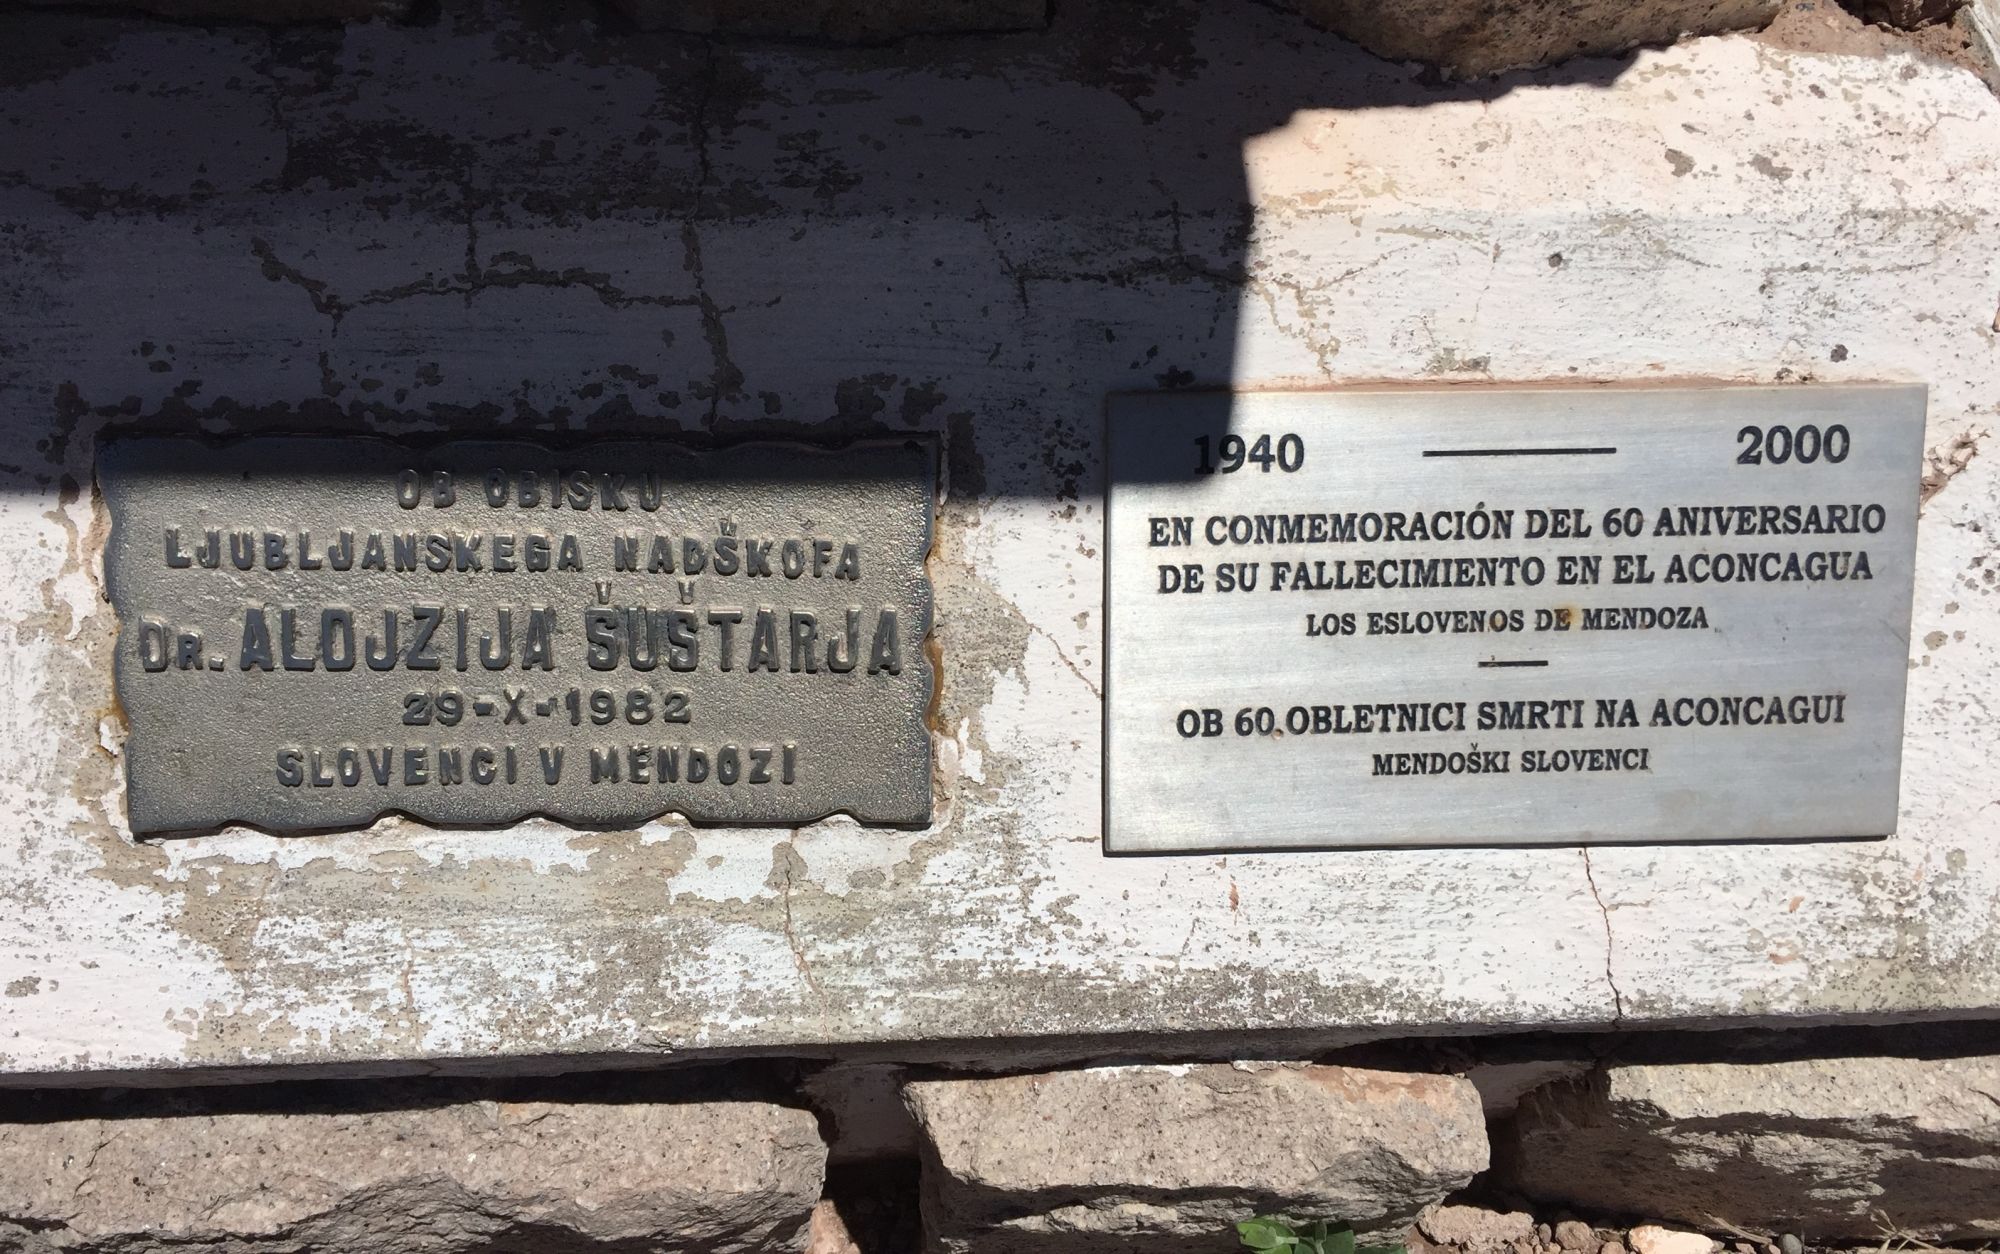 OB OBISKU
LJUBLJANSKEGA NADŠKOFA
DR. ALOJZIJA ŠUŠTARJA
29-X-1982
SLOVENCI V MENDOZI
1940 — 2000
EN CONMEMORACIÓN DEL 60 ANIVERSARIO
DE SU FALLECIMIENTO EN EL ACONCAGUA
LOS ESLOVENOS DE MENDOZA
—
OB 60.OBLETNICI SMRTI NA ACONCAGUI
MENDOŠKI SLOVENCI